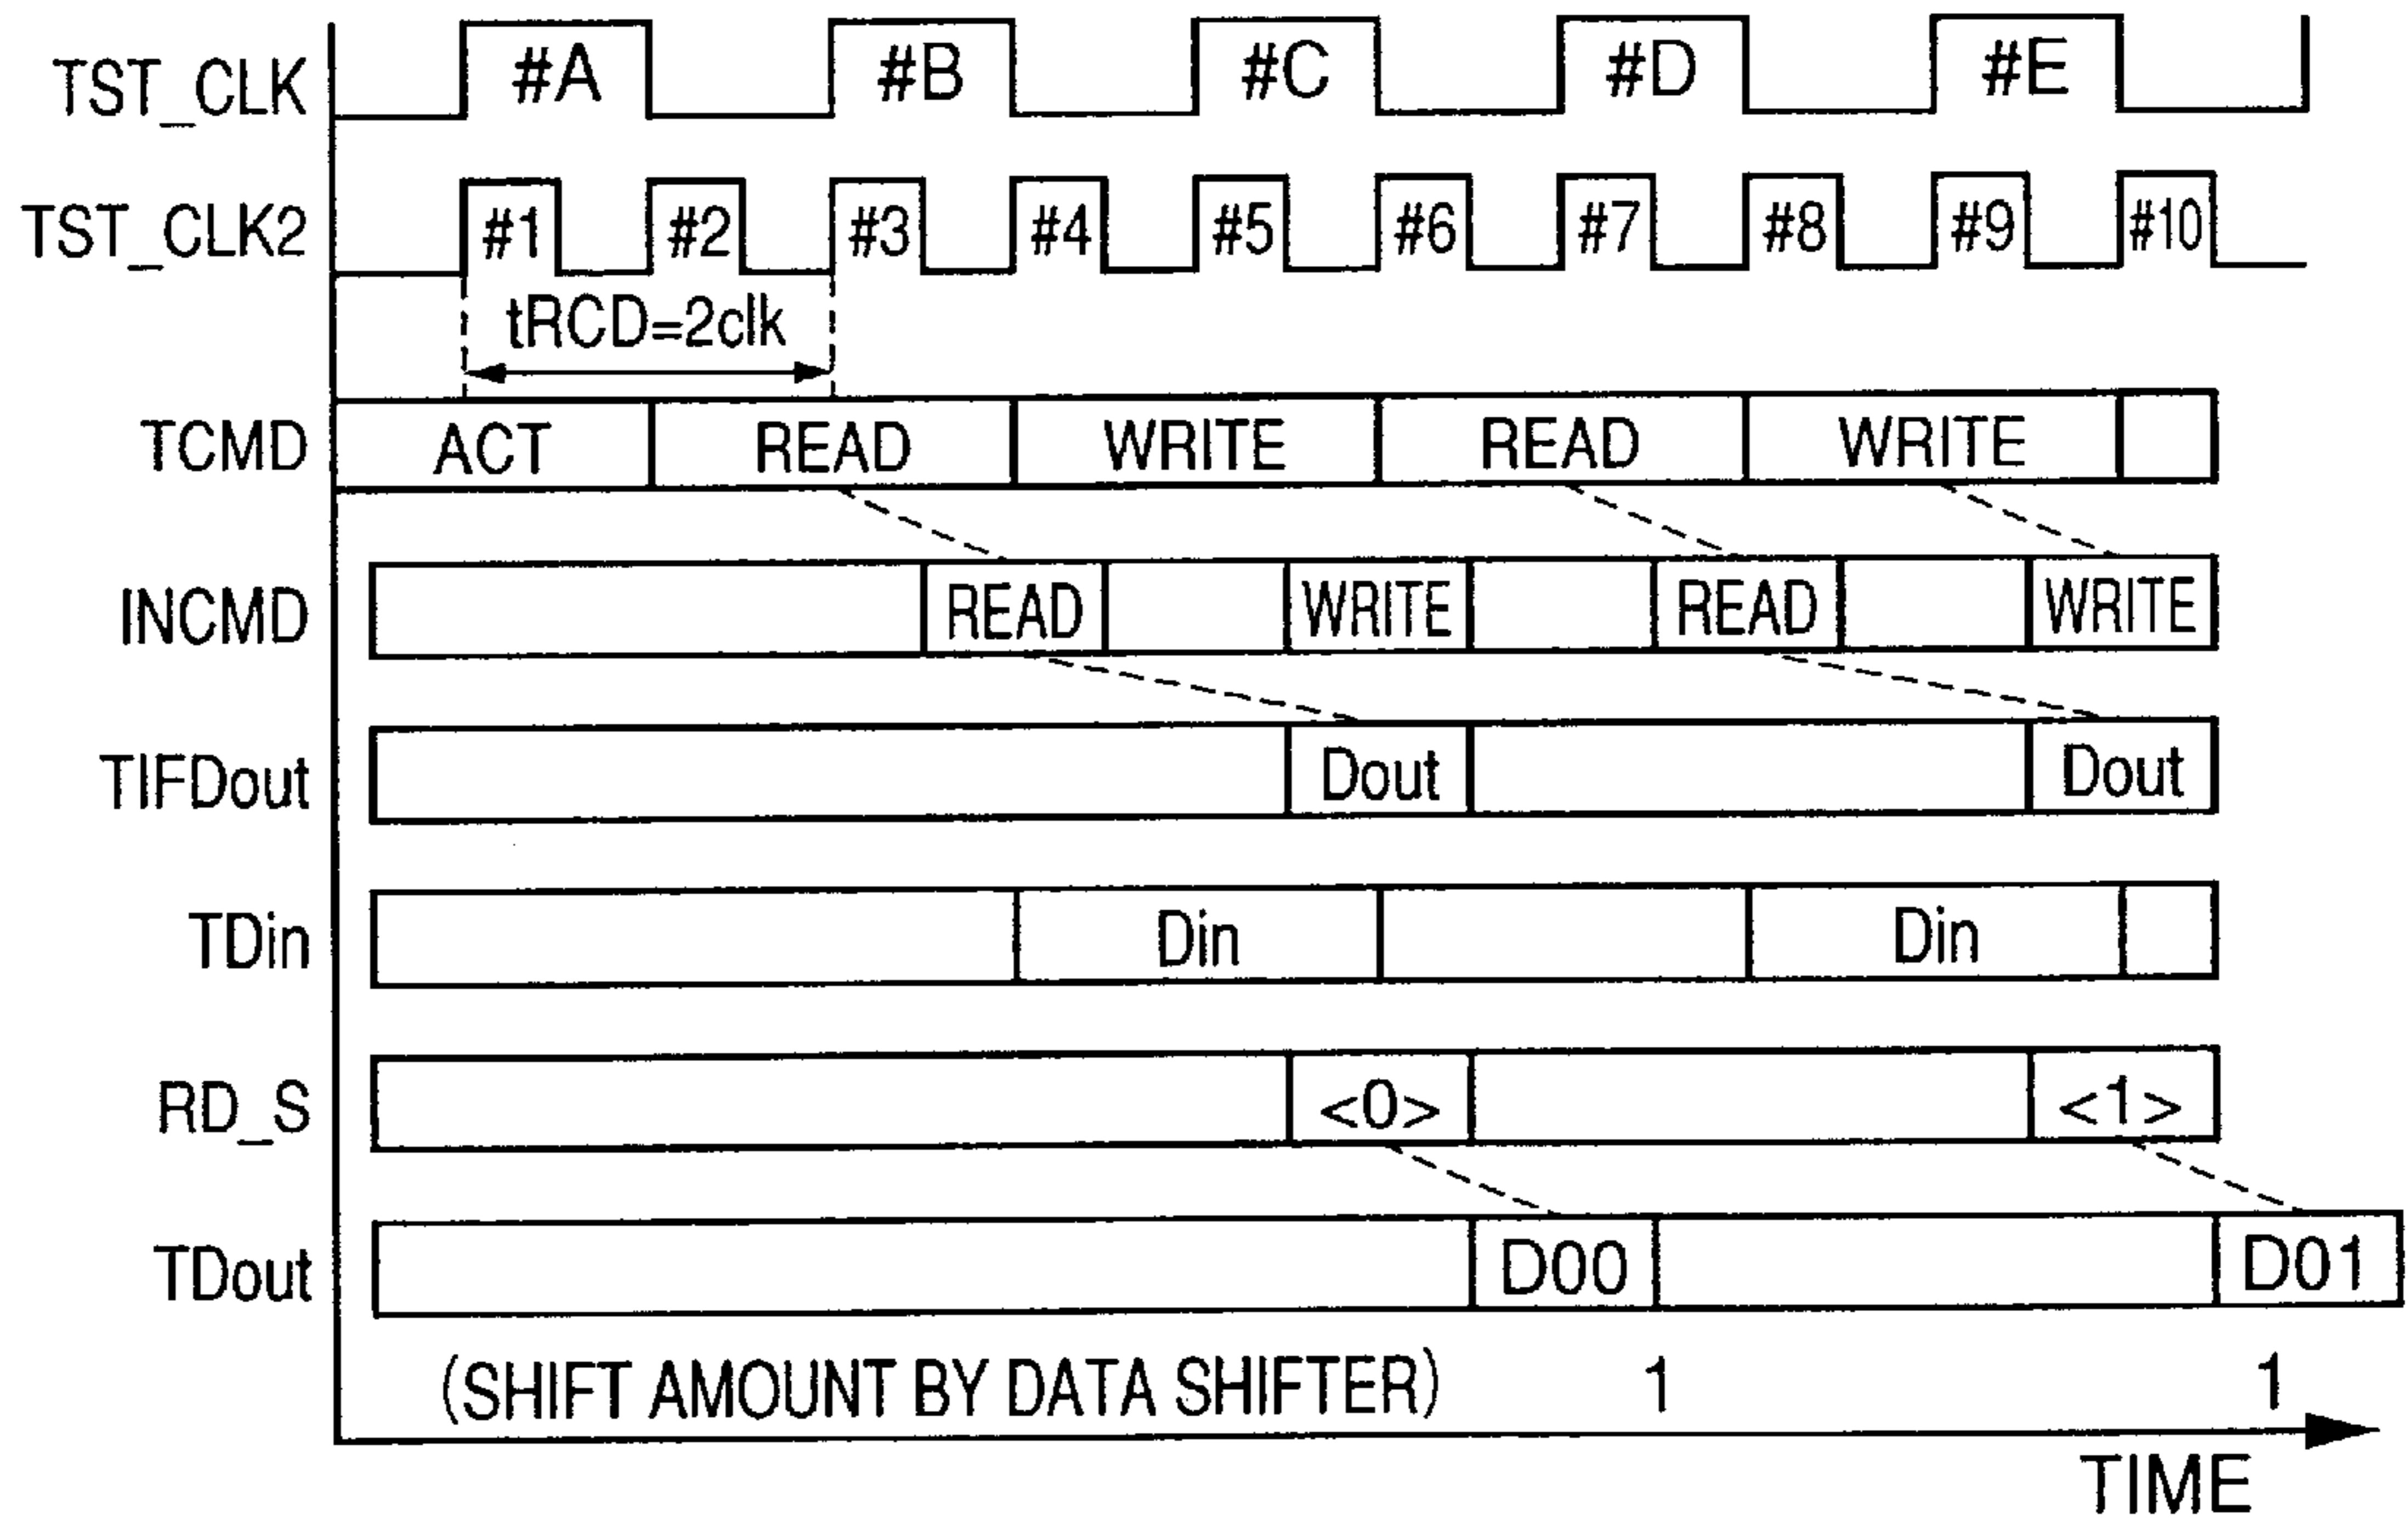 TST_CLK #A #B #C #D #E
TST_CLK2 #1 #2 #3 #4 #5 #6 #7 #8 #9 #10
tRCD=2clk
TCMD ACT READ WRITE READ WRITE
INCMD READ WRITE READ WRITE
TIFDout Dout Dout
TDin Din Din
RD_S <0> <1>
TDout D00 D01
(SHIFT AMOUNT BY DATA SHIFTER) 1 1
TIME